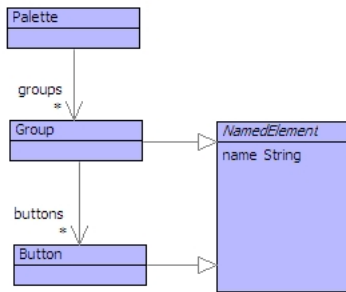 Palette
groups
*
Group
NamedElement
name String
buttons
*
Button